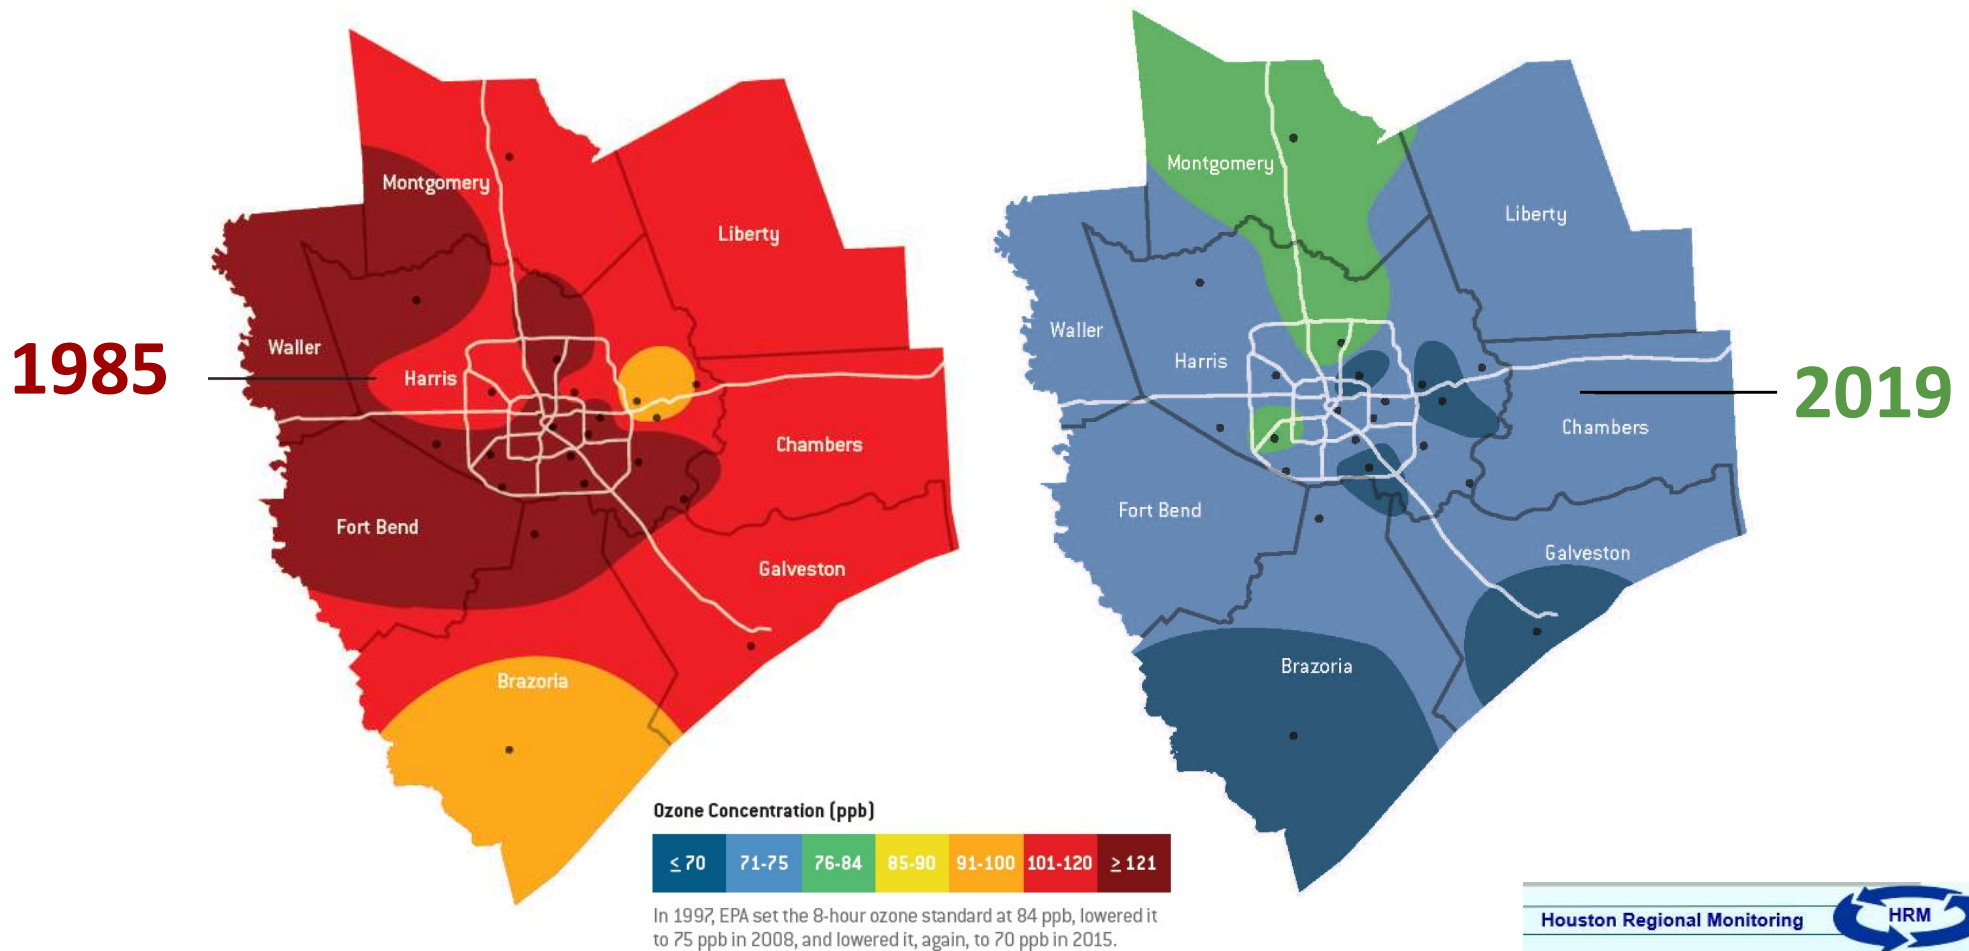 1985
Montgomery
Liberty
Waller
Harris
Chambers
Fort Bend
Galveston
Brazoria
2019
Montgomery
Liberty
Waller
Harris
Chambers
Fort Bend
Galveston
Brazoria
Ozone Concentration (ppb)
≤ 70 71-75 76-84 85-90 91-100 101-120 ≥ 121
In 1997, EPA set the 8-hour ozone standard at 84 ppb, lowered it
to 75 ppb in 2008, and lowered it, again, to 70 ppb in 2015.
Houston Regional Monitoring
HRM